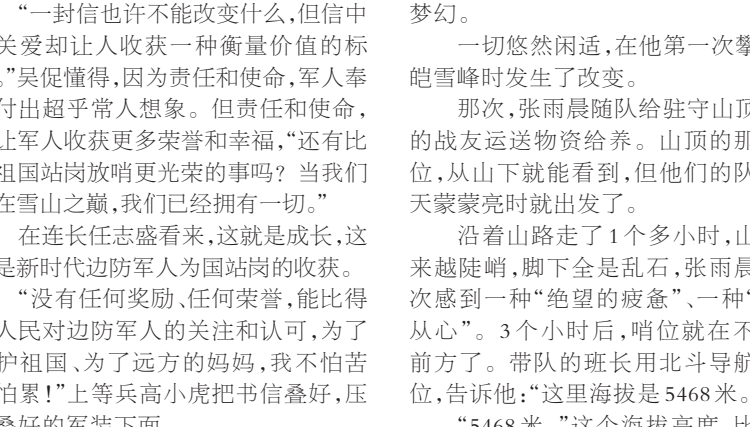 “一封信也许不能改变什么，但信中
关爱却让人收获一种衡量价值的标
。”吴促懂得，因为责任和使命，军人奉
付出超乎常人想象。但责任和使命，
让军人收获更多荣誉和幸福，“还有比
祖国站岗放哨更光荣的事吗？当我们
在雪山之巅，我们已经拥有一切。”
在连长任志盛看来，这就是成长，这
是新时代边防军人为国站岗的收获。
“没有任何奖励、任何荣誉，能比得
人民对边防军人的关注和认可，为了
护祖国、为了远方的妈妈，我不怕苦
怕累！”上等兵高小虎把书信叠好，压
叠好的军装下面
梦幻。
一切悠然闲适，在他第一次攀
皑雪峰时发生了改变。
那次，张雨晨随队给驻守山顶
的战友运送物资给养。山顶的那
位，从山下就能看到，但他们的队
天蒙蒙亮时就出发了。
沿着山路走了1个多小时，山
来越陡峭，脚下全是乱石，张雨晨
次感到一种“绝望的疲惫”、一种“
从心”。3个小时后，哨位就在不
前方了。带队的班长用北斗导航
位，告诉他：“这里海拔是5468米。
“5468米。”这个海拔高度，比